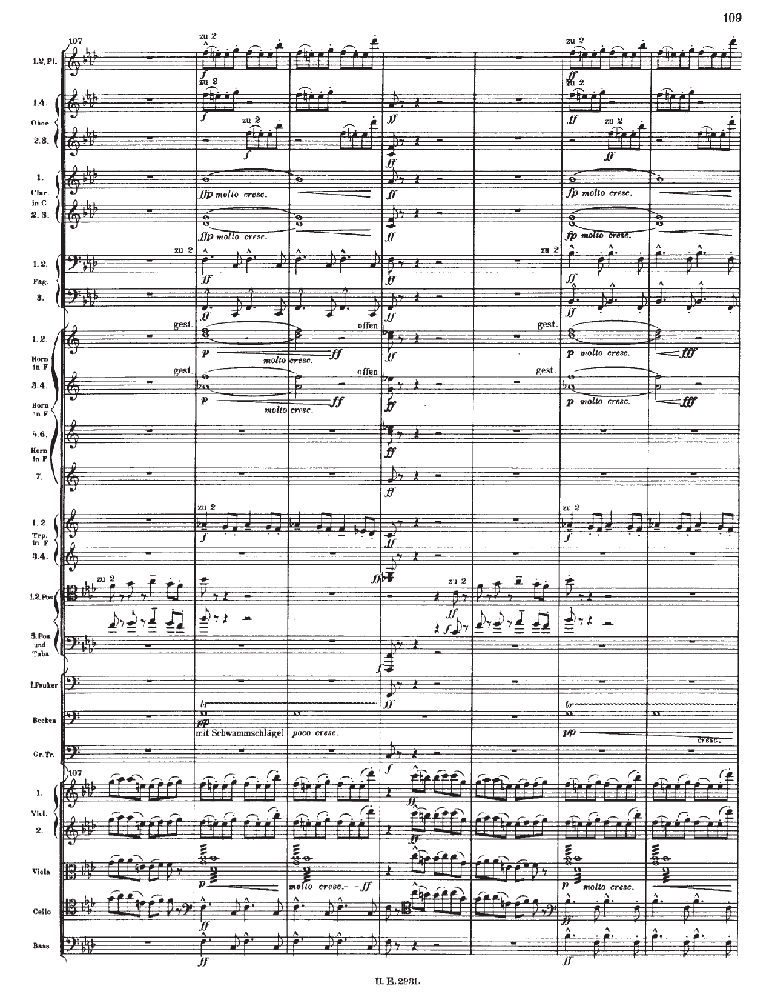 109
107
zu 2
1.2. Fl.
f
ff
zu 2
1.4.
f
ff
ff
Oboe
zu 2
2.3.
f
ff
ff
1.
Clar.
ffp molto cresc.
ff
fp molto cresc.
in C
2.3.
ffp molto cresc.
ff
fp molto cresc.
zu 2
zu 2
1.2.
ff
ff
ff
Fag.
3.
ff
ff
ff
gest.
offen
gest.
1.2.
p
ff
ff
p molto cresc.
fff
molto cresc.
Horn
in F
gest.
offen
gest.
3.4.
p
ff
ff
p molto cresc.
fff
molto cresc.
Horn
in F
5.6.
ff
Horn
in F
7.
ff
zu 2
zu 2
1.2.
f
ff
f
Trp.
in F
3.4.
ff
zu 2
zu 2
1.2.Pos
ff
f
3.Pos.
und
Tuba
f
1.Pauker
ff
tr
tr
Becken
pp
pp
mit Schwammschlägel
poco cresc.
cresc.
Gr.Tr.
f
107
1.
ff
Viol.
2.
ff
Viola
p
molto cresc.- -ff
p
molto cresc.
Cello
ff
ff
Bass
ff
ff
U. E. 2931.